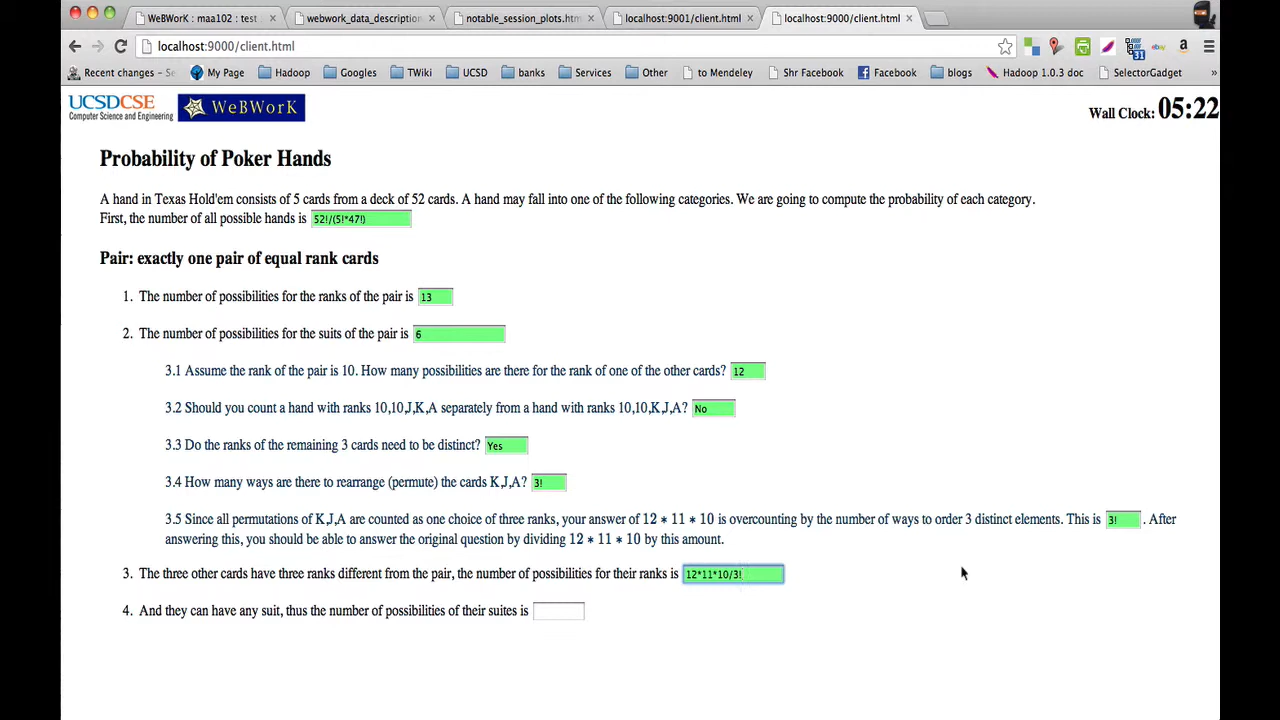 WeBWorK : maa102 : test
webwork_data_description
notable_session_plots.htm
localhost:9001/client.html
localhost:9000/client.html
localhost:9000/client.html
31
ebay
a
Recent changes - Se
My Page
Hadoop
Googles
TWiki
UCSD
banks
Services
Other
to Mendeley
Shr Facebook
Facebook
blogs
Hadoop 1.0.3 doc
SelectorGadget
»
UCSDCSE
Computer Science and Engineering
WeBWorK
Wall Clock: 05:22
Probability of Poker Hands
A hand in Texas Hold'em consists of 5 cards from a deck of 52 cards. A hand may fall into one of the following categories. We are going to compute the probability of each category.
First, the number of all possible hands is 52!/(5!*47!)
Pair: exactly one pair of equal rank cards
1. The number of possibilities for the ranks of the pair is 13
2. The number of possibilities for the suits of the pair is 6
3.1 Assume the rank of the pair is 10. How many possibilities are there for the rank of one of the other cards? 12
3.2 Should you count a hand with ranks 10,10,J,K,A separately from a hand with ranks 10,10,K,J,A? No
3.3 Do the ranks of the remaining 3 cards need to be distinct? Yes
3.4 How many ways are there to rearrange (permute) the cards K,J,A? 3!
3.5 Since all permutations of K,J,A are counted as one choice of three ranks, your answer of 12 * 11 * 10 is overcounting by the number of ways to order 3 distinct elements. This is 3! . After
answering this, you should be able to answer the original question by dividing 12 * 11 * 10 by this amount.
3. The three other cards have three ranks different from the pair, the number of possibilities for their ranks is 12*11*10/3!
4. And they can have any suit, thus the number of possibilities of their suites is